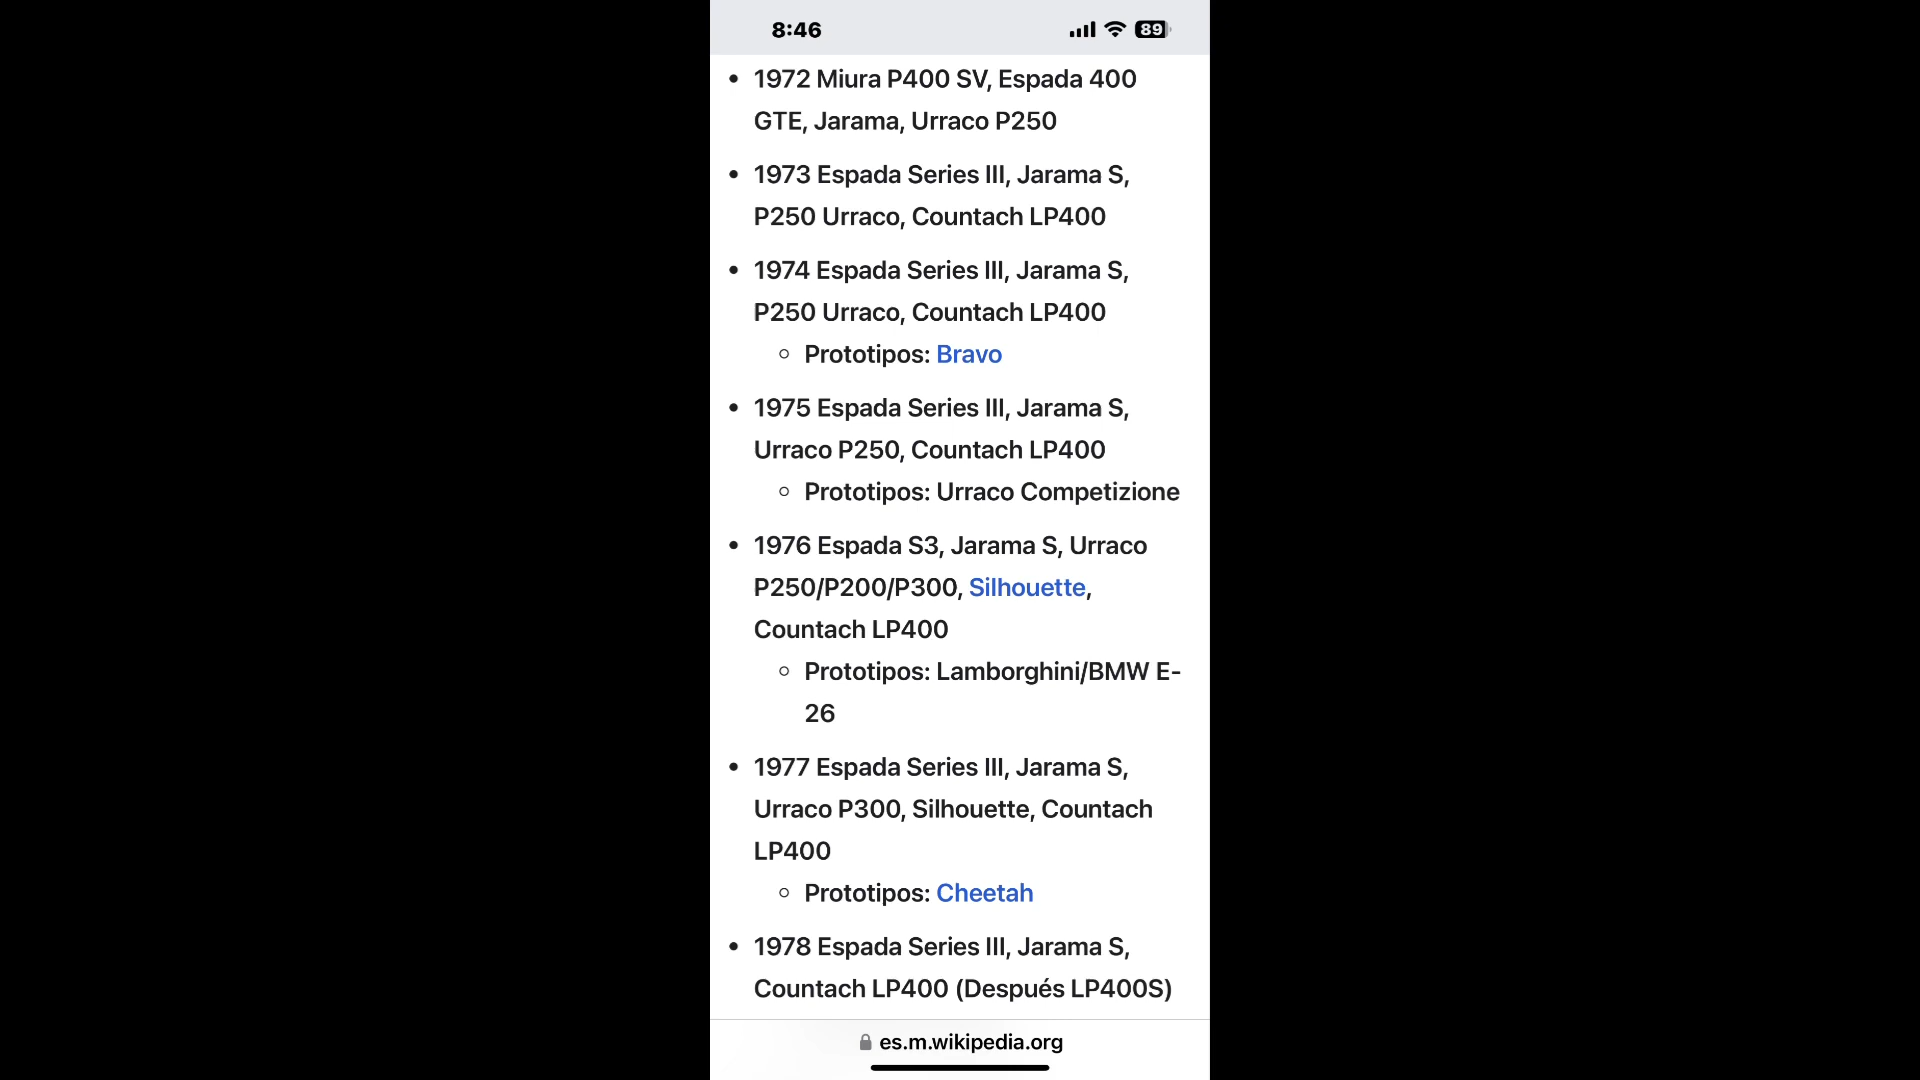 8:46
89
1972 Miura P400 SV, Espada 400
GTE, Jarama, Urraco P250
1973 Espada Series III, Jarama S,
P250 Urraco, Countach LP400
1974 Espada Series III, Jarama S,
P250 Urraco, Countach LP400
Prototipos: Bravo
1975 Espada Series III, Jarama S,
Urraco P250, Countach LP400
Prototipos: Urraco Competizione
1976 Espada S3, Jarama S, Urraco
P250/P200/P300, Silhouette,
Countach LP400
Prototipos: Lamborghini/BMW E-
26
1977 Espada Series III, Jarama S,
Urraco P300, Silhouette, Countach
LP400
Prototipos: Cheetah
1978 Espada Series III, Jarama S,
Countach LP400 (Después LP400S)
es.m.wikipedia.org